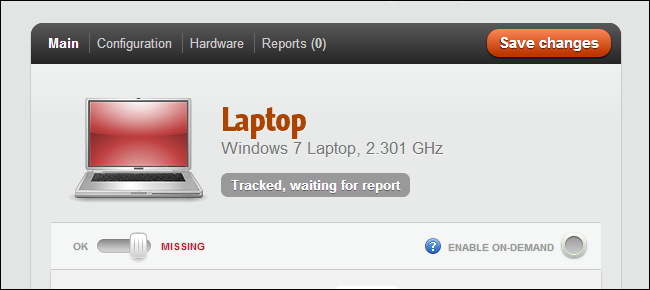 Main Configuration Hardware Reports (0) Save changes
Laptop
Windows 7 Laptop, 2.301 GHz
Tracked, waiting for report
OK MISSING ? ENABLE ON-DEMAND